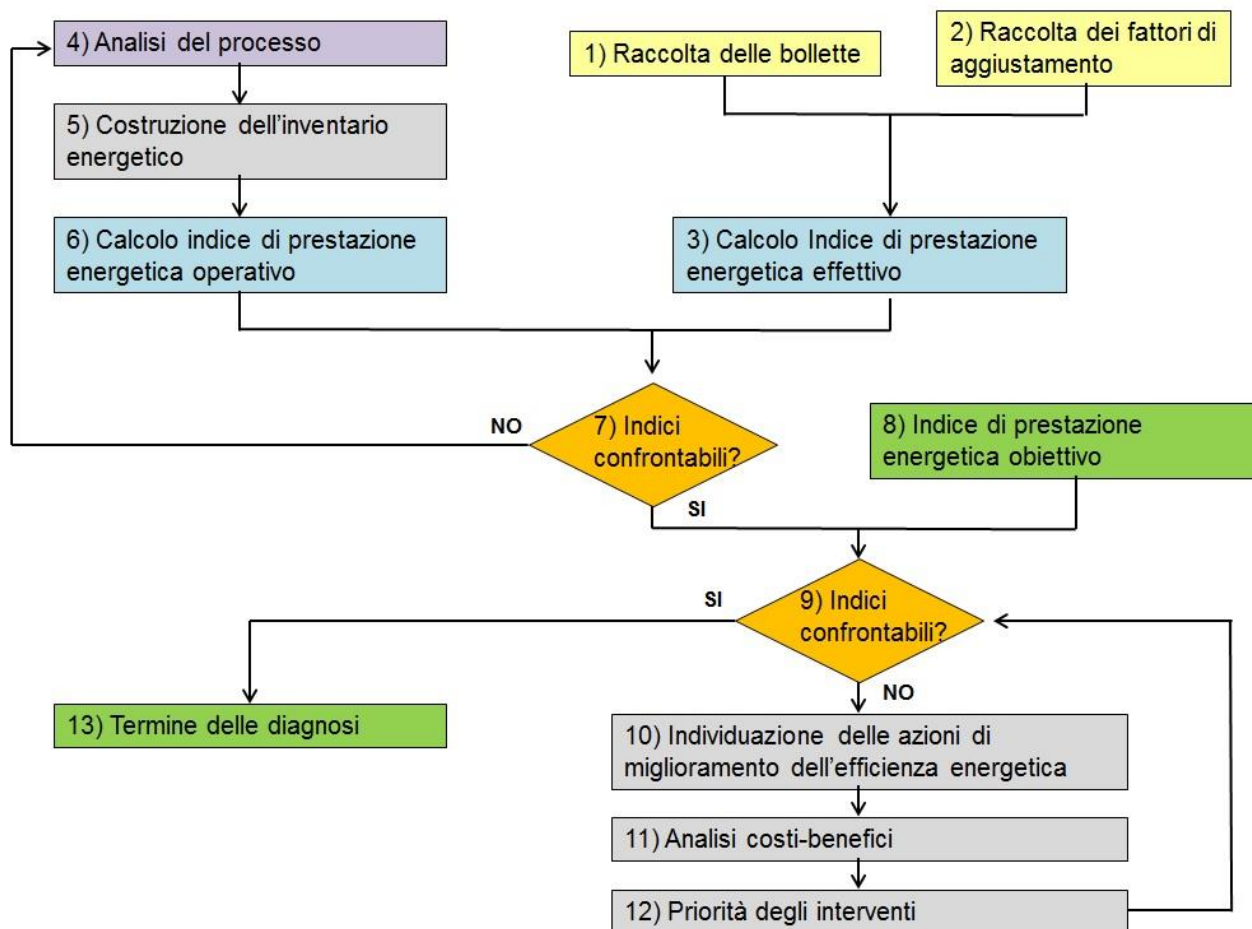 4) Analisi del processo
1) Raccolta delle bollette
2) Raccolta dei fattori di
aggiustamento
5) Costruzione dell'inventario
energetico
6) Calcolo indice di prestazione
energetica operativo
3) Calcolo Indice di prestazione
energetica effettivo
NO
7) Indici
confrontabili?
8) Indice di prestazione
energetica obiettivo
SI
SI
9) Indici
confrontabili?
NO
13) Termine delle diagnosi
10) Individuazione delle azioni di
miglioramento dell'efficienza energetica
11) Analisi costi-benefici
12) Priorità degli interventi